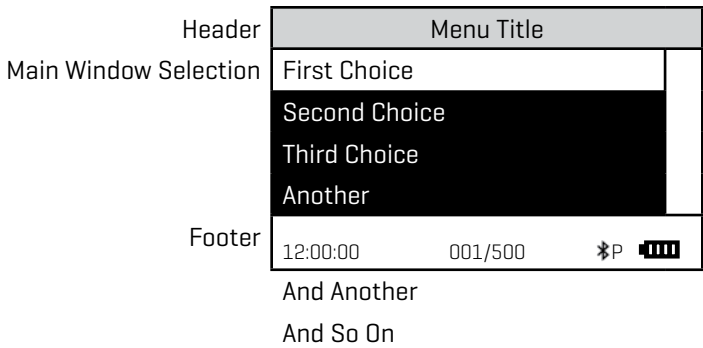 Header Menu Title
Main Window Selection First Choice
Second Choice
Third Choice
Another
Footer 12:00:00 001/500 P
And Another
And So On